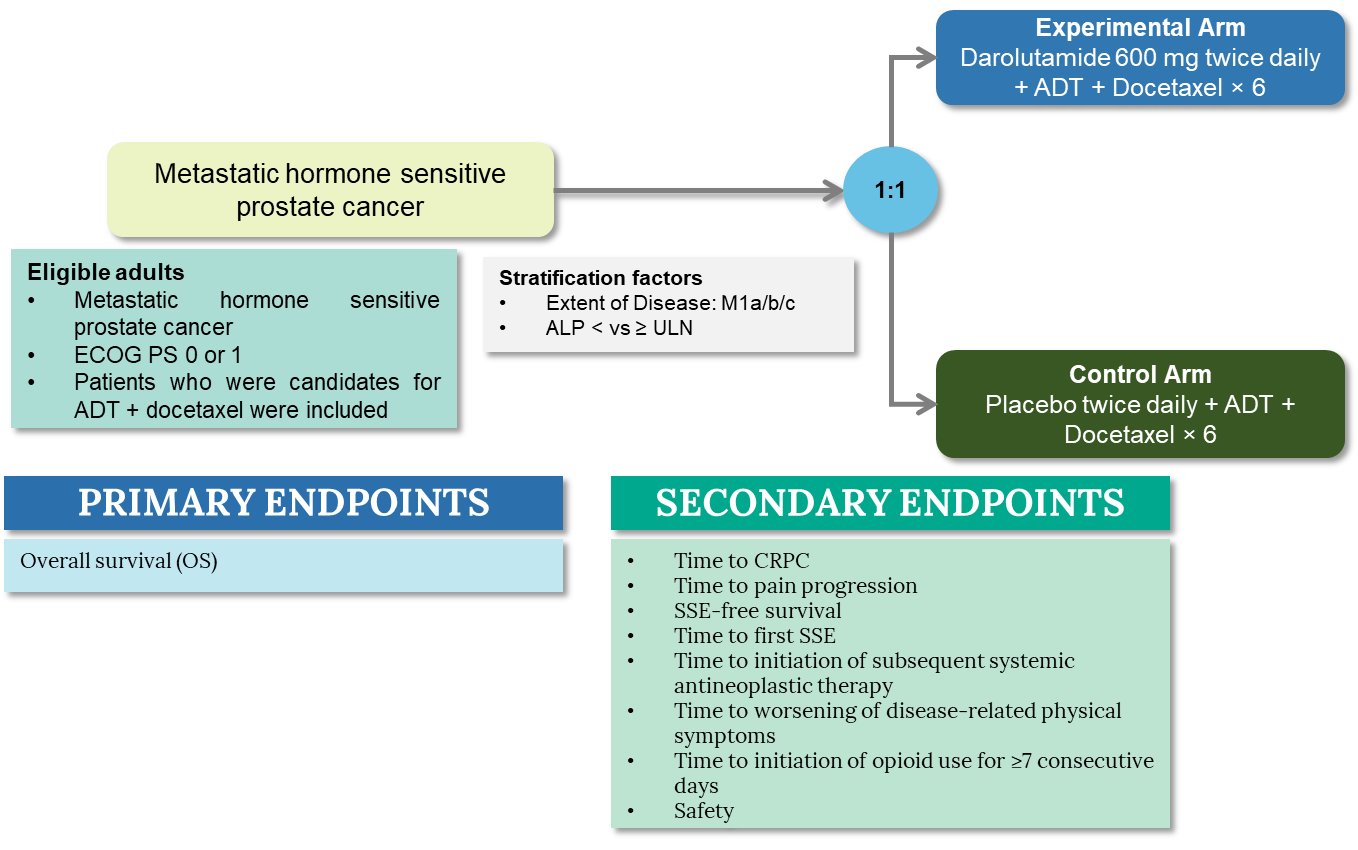 Experimental Arm
Darolutamide 600 mg twice daily
+ ADT + Docetaxel × 6
Metastatic hormone sensitive
prostate cancer
1:1
Eligible adults
• Metastatic hormone sensitive
prostate cancer
• ECOG PS 0 or 1
• Patients who were candidates for
ADT + docetaxel were included
Stratification factors
• Extent of Disease: M1a/b/c
• ALP < vs ≥ ULN
Control Arm
Placebo twice daily + ADT +
Docetaxel × 6
PRIMARY ENDPOINTS
Overall survival (OS)
SECONDARY ENDPOINTS
• Time to CRPC
• Time to pain progression
• SSE-free survival
• Time to first SSE
• Time to initiation of subsequent systemic
antineoplastic therapy
• Time to worsening of disease-related physical
symptoms
• Time to initiation of opioid use for ≥7 consecutive
days
• Safety